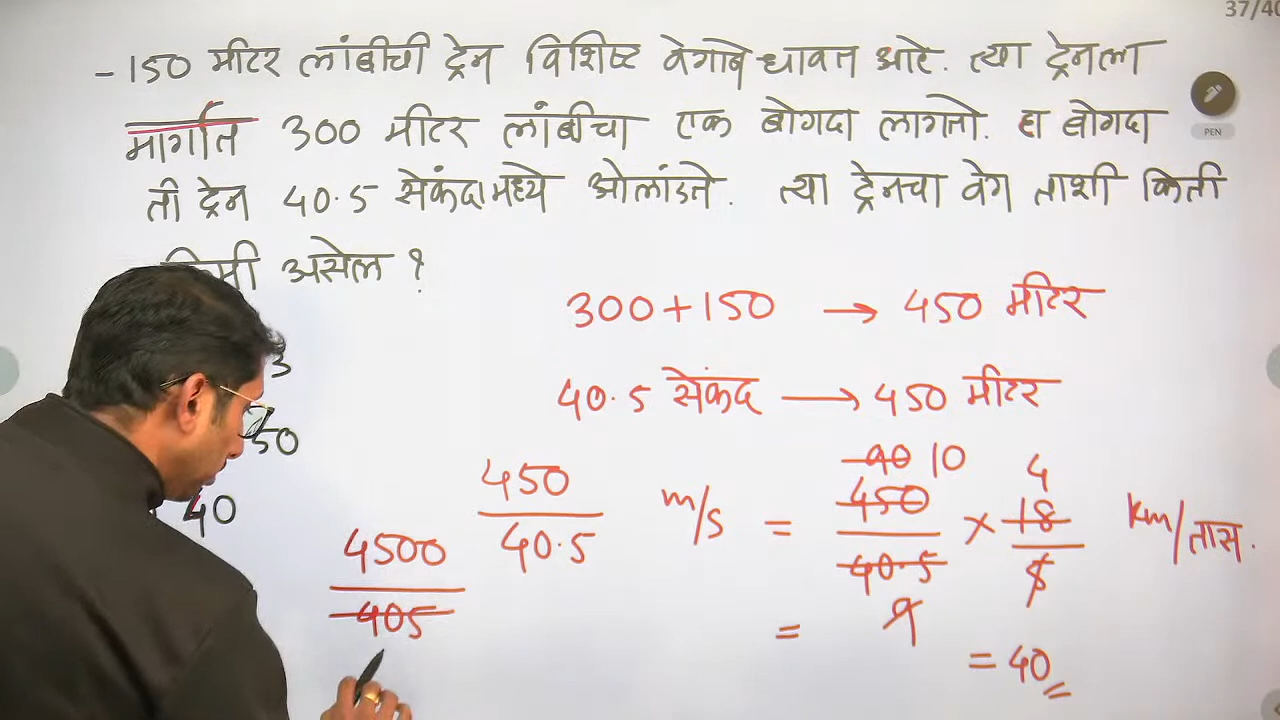 37/40
- 150 मीटर लांबीची ट्रेन विशिष्ट वेगाने धावत आहे. त्या ट्रेनला
मार्गात 300 मीटर लांबीचा एक बोगदा लागतो. हा बोगदा
PEN
ती ट्रेन 40.5 सेकंदामध्ये ओलांडते. त्या ट्रेनचा वेग ताशी किती
असेल ?
300 + 150 → 450 मीटर
3
40.5 सेकंद → 450 मीटर
50
90 10 4
450 m/s = 450 × 18 km/तास.
40.5 40.5 5
40
4500
405
= 9
= 40